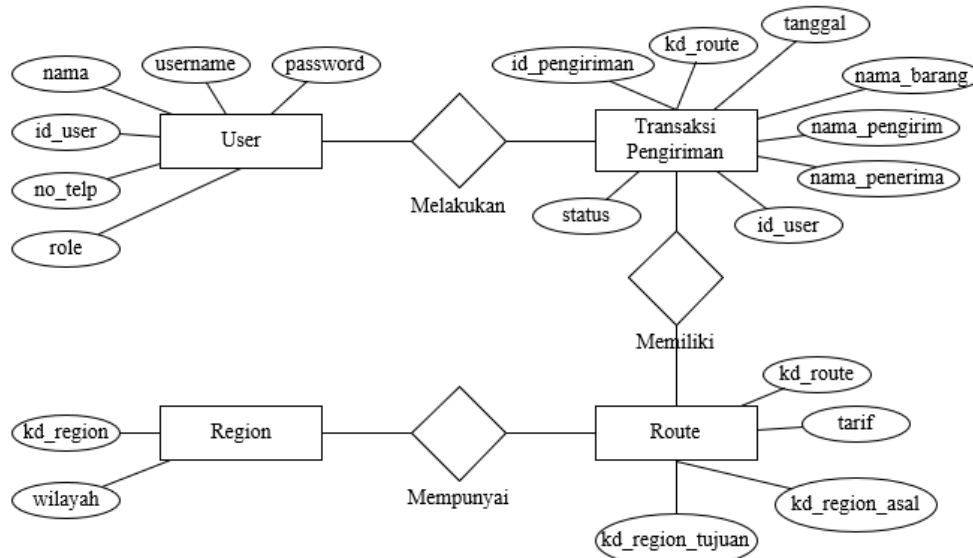 tanggal
kd_route
id_pengiriman
username
password
nama
nama_barang
id_user
User
Transaksi
Pengiriman
nama_pengirim
no_telp
nama_penerima
Melakukan
status
id_user
role
Memiliki
kd_route
kd_region
Region
Route
tarif
wilayah
Mempunyai
kd_region_asal
kd_region_tujuan